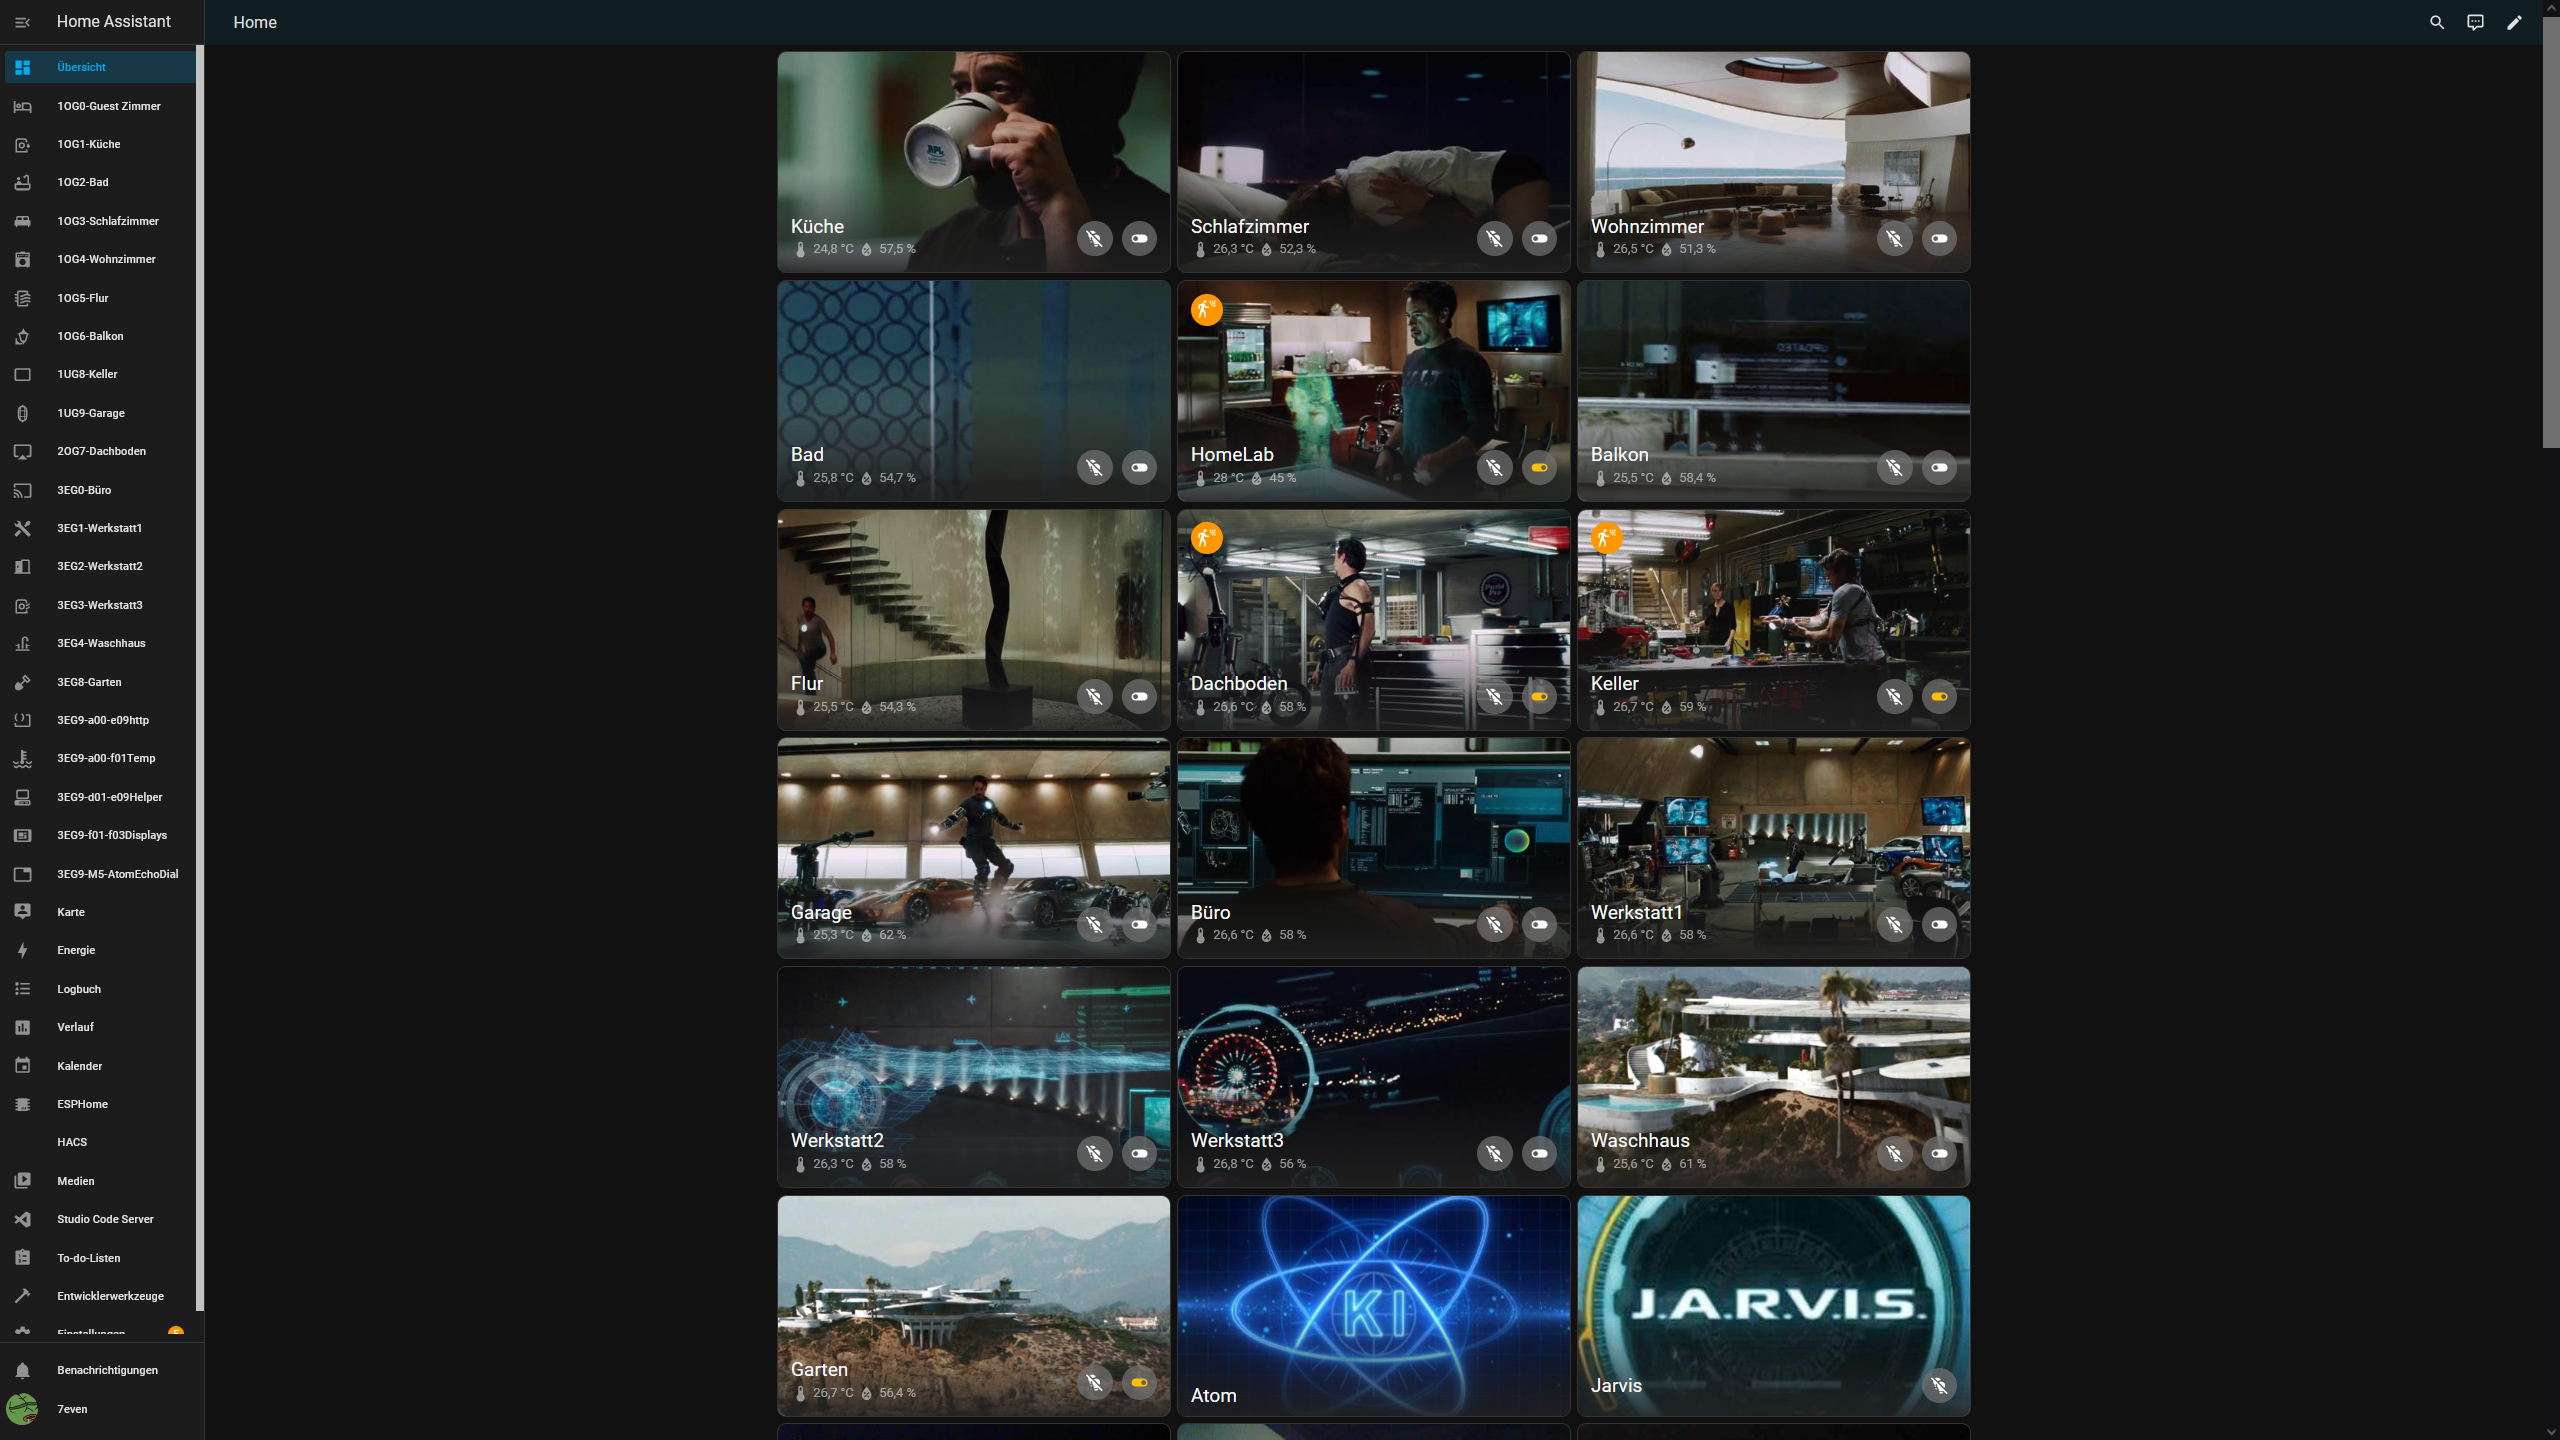 Home Assistant
Home
Übersicht
1OG0-Guest Zimmer
1OG1-Küche
1OG2-Bad
1OG3-Schlafzimmer
1OG4-Wohnzimmer
1OG5-Flur
1OG6-Balkon
1UG8-Keller
1UG9-Garage
2OG7-Dachboden
3EG0-Büro
3EG1-Werkstatt1
3EG2-Werkstatt2
3EG3-Werkstatt3
3EG4-Waschhaus
3EG8-Garten
3EG9-a00-e09http
3EG9-a00-f01Temp
3EG9-d01-e09Helper
3EG9-f01-f03Displays
3EG9-M5-AtomEchoDial
Karte
Energie
Logbuch
Verlauf
Kalender
ESPHome
HACS
Medien
Studio Code Server
To-do-Listen
Entwicklerwerkzeuge
Einstellungen
Benachrichtigungen
7even
Küche
24,8 °C 57,5 %
Schlafzimmer
26,3 °C 52,3 %
Wohnzimmer
26,5 °C 51,3 %
Bad
25,8 °C 54,7 %
HomeLab
28 °C 45 %
UPDATED
Balkon
25,5 °C 58,4 %
Flur
25,5 °C 54,3 %
Dachboden
26,6 °C 58 %
Keller
26,7 °C 59 %
Garage
25,3 °C 62 %
Büro
26,6 °C 58 %
Werkstatt1
26,6 °C 58 %
LAX
Werkstatt2
26,3 °C 58 %
Werkstatt3
26,8 °C 56 %
Waschhaus
25,6 °C 61 %
Garten
26,7 °C 56,4 %
KI
Atom
J.A.R.V.I.S.
Jarvis